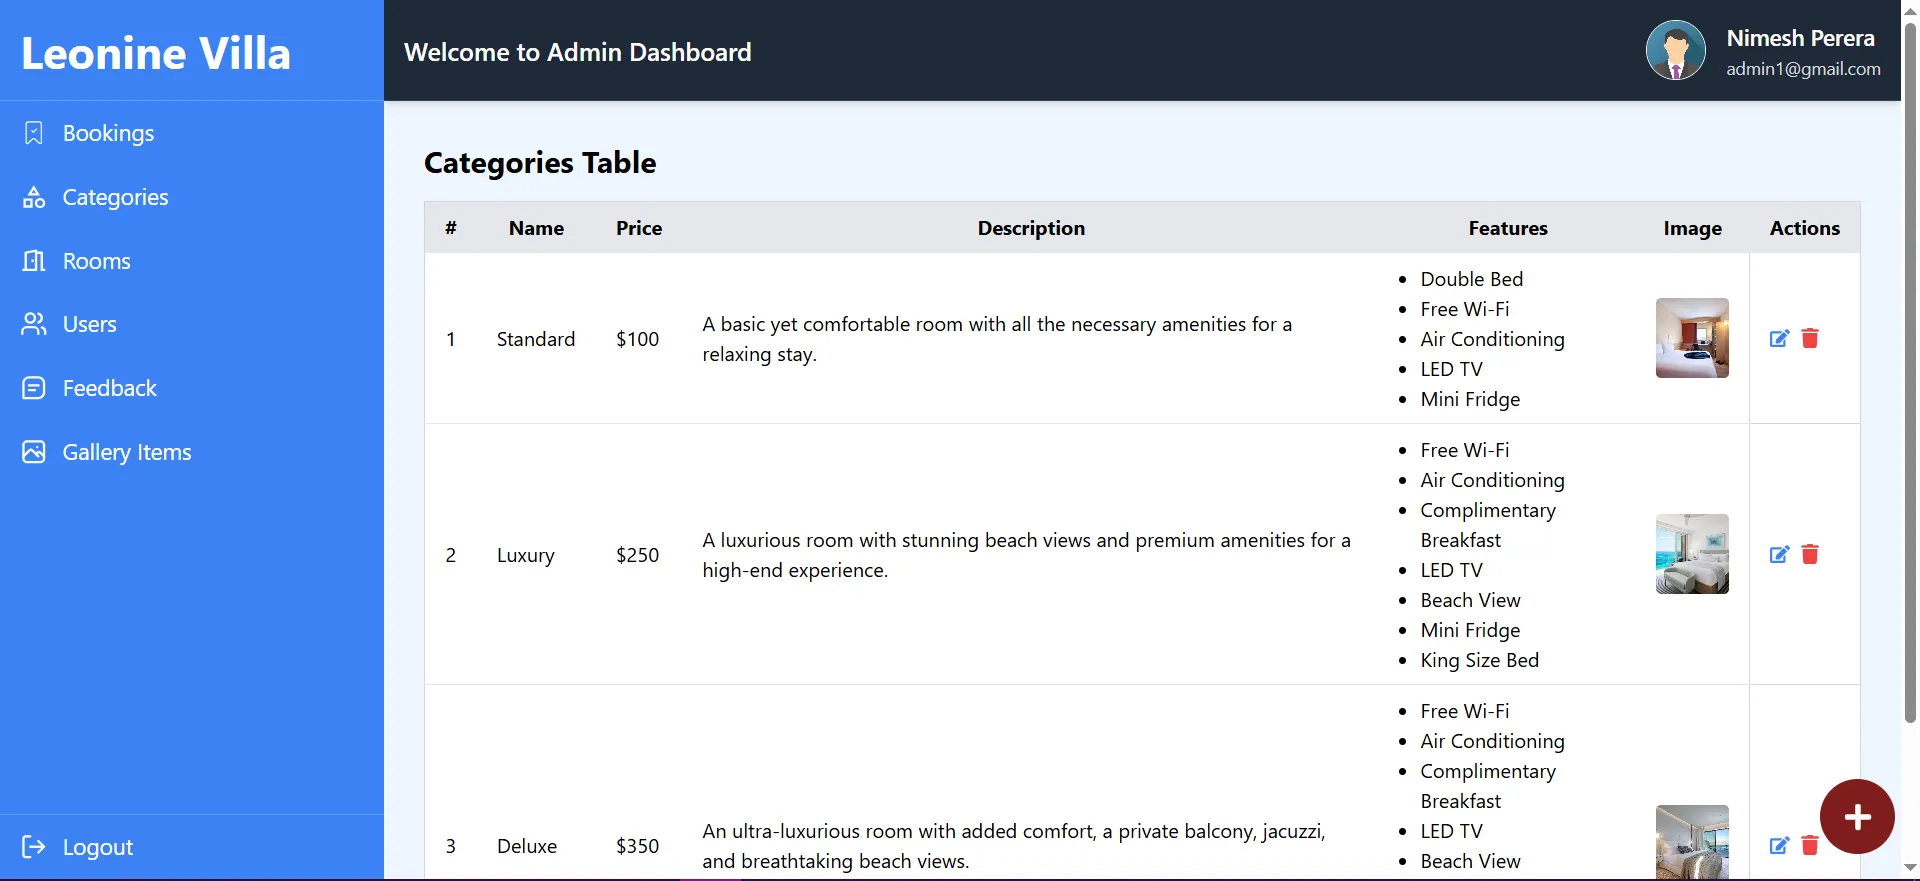 Leonine Villa
Welcome to Admin Dashboard
Nimesh Perera
admin1@gmail.com
Bookings
Categories
Rooms
Users
Feedback
Gallery Items
Logout
Categories Table
# Name Price Description Features Image Actions
1 Standard $100
A basic yet comfortable room with all the necessary amenities for a
relaxing stay.
Double Bed
Free Wi-Fi
Air Conditioning
LED TV
Mini Fridge
2 Luxury $250
A luxurious room with stunning beach views and premium amenities for a
high-end experience.
Free Wi-Fi
Air Conditioning
Complimentary
Breakfast
LED TV
Beach View
Mini Fridge
King Size Bed
3 Deluxe $350
An ultra-luxurious room with added comfort, a private balcony, jacuzzi,
and breathtaking beach views.
Free Wi-Fi
Air Conditioning
Complimentary
Breakfast
LED TV
Beach View